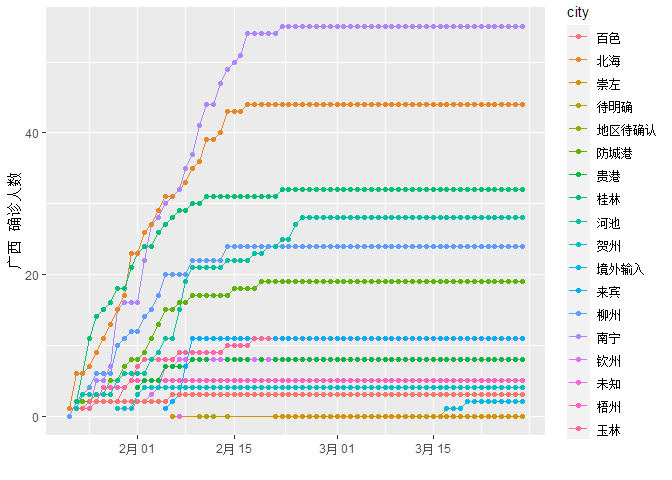 city
百色
北海
崇左
待明确
地区待确认
防城港
贵港
桂林
河池
贺州
境外输入
来宾
柳州
南宁
钦州
未知
梧州
玉林
广西 确诊人数
40
20
0
2月 01
2月 15
3月 01
3月 15